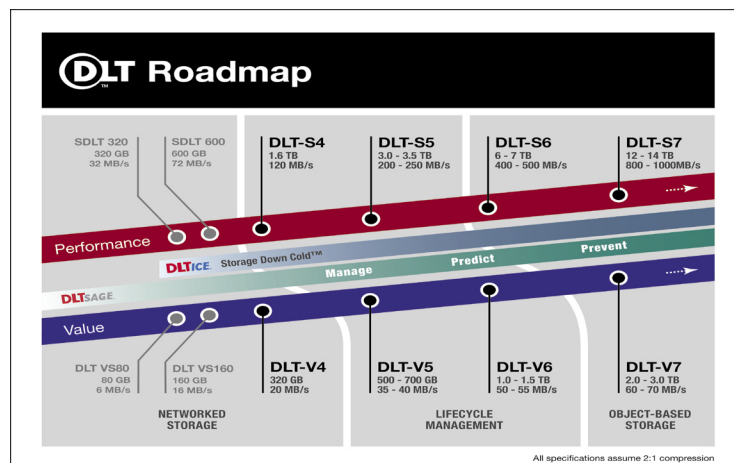 DLT Roadmap
TM
SDLT 320
320 GB
32 MB/s
SDLT 600
600 GB
72 MB/s
DLT-S4
1.6 TB
120 MB/s
DLT-S5
3.0 - 3.5 TB
200 - 250 MB/s
DLT-S6
6 - 7 TB
400 - 500 MB/s
DLT-S7
12 - 14 TB
800 - 1000MB/s
Performance
DLTICE Storage Down Cold™
DLTSAGE Manage Predict Prevent
Value
DLT VS80
80 GB
6 MB/s
DLT VS160
160 GB
16 MB/s
DLT-V4
320 GB
20 MB/s
DLT-V5
500 - 700 GB
35 - 40 MB/s
DLT-V6
1.0 - 1.5 TB
50 - 55 MB/s
DLT-V7
2.0 - 3.0 TB
60 - 70 MB/s
NETWORKED
STORAGE
LIFECYCLE
MANAGEMENT
OBJECT-BASED
STORAGE
All specifications assume 2:1 compression